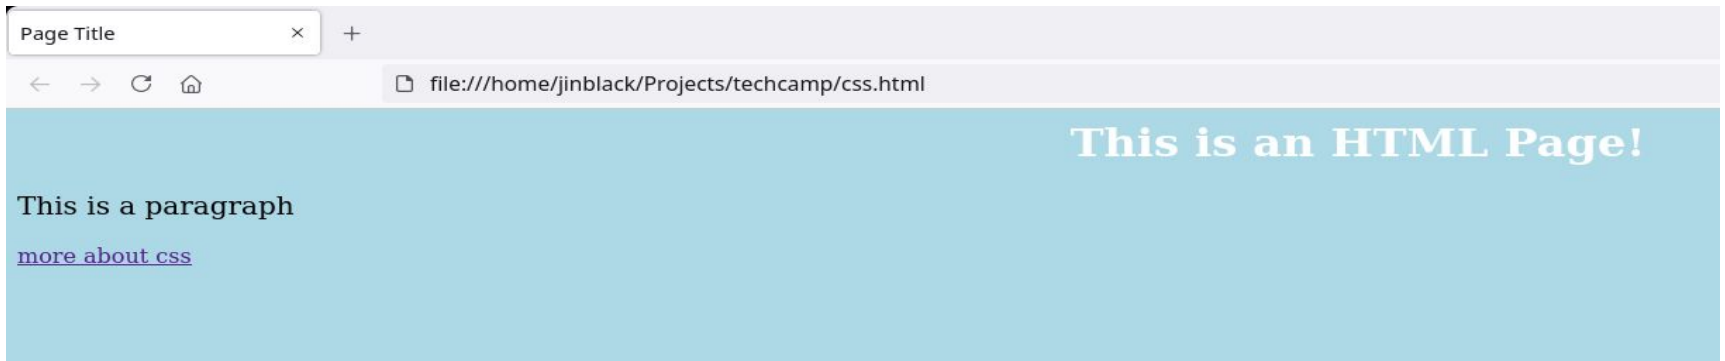 Page Title
file:///home/jinblack/Projects/techcamp/css.html
This is an HTML Page!
This is a paragraph
more about css